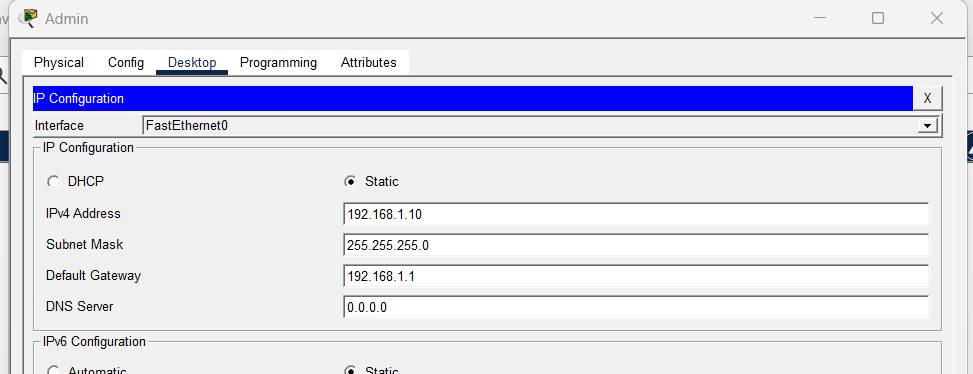 Admin
Physical Config Desktop Programming Attributes
IP Configuration X
Interface FastEthernet0
IP Configuration
DHCP Static
IPv4 Address 192.168.1.10
Subnet Mask 255.255.255.0
Default Gateway 192.168.1.1
DNS Server 0.0.0.0
IPv6 Configuration
Automatic Static